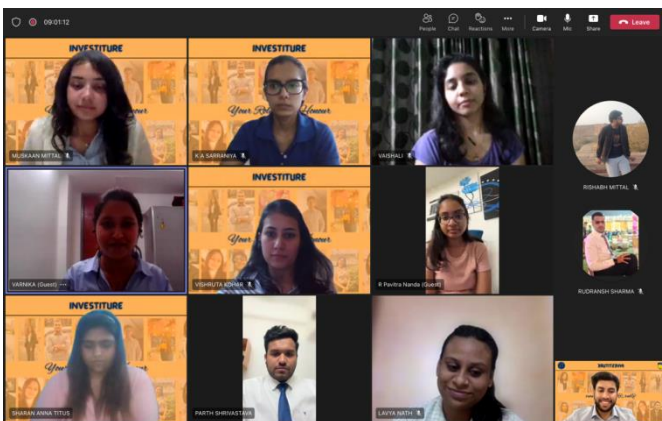 09:01:12
People
Chat
Reactions
More
Camera
Mic
Share
Leave
INVESTITURE
MUSKAAN MITTAL
INVESTITURE
K A SARRANIYA
VAISHALI
RISHABH MITTAL
VARNIKA (Guest)
INVESTITURE
VISHRUTA
R Pavitra Nanda (Guest)
RUDRANSH SHARMA
INVESTITURE
SHARAN ANNA TITUS
PARTH SHRIVASTAVA
LAVYA NATH